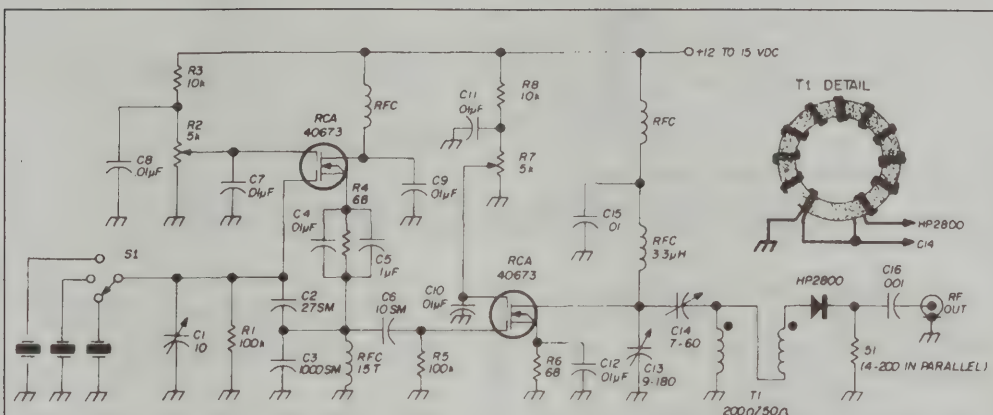 +12 TO 15 VDC
T1 DETAIL
HP2800
C14
R3
10k
R2
5k
C8
.01µF
C7
.01µF
RCA
40673
RFC
C9
.01µF
R4
68
C4
.01µF
C5
1µF
C11
.01µF
R8
10k
R7
5k
RFC
C15
.01
RFC
33µH
S1
C1
10
R1
100k
C2
27SM
C3
1000SM
RFC
15T
C6
10SM
R5
100k
C10
.01µF
RCA
40673
R6
68
C12
.01µF
C13
9-180
C14
7-60
T1
200Ω/50Ω
HP2800
C16
.001
RF
OUT
51
(4-200 IN PARALLEL)